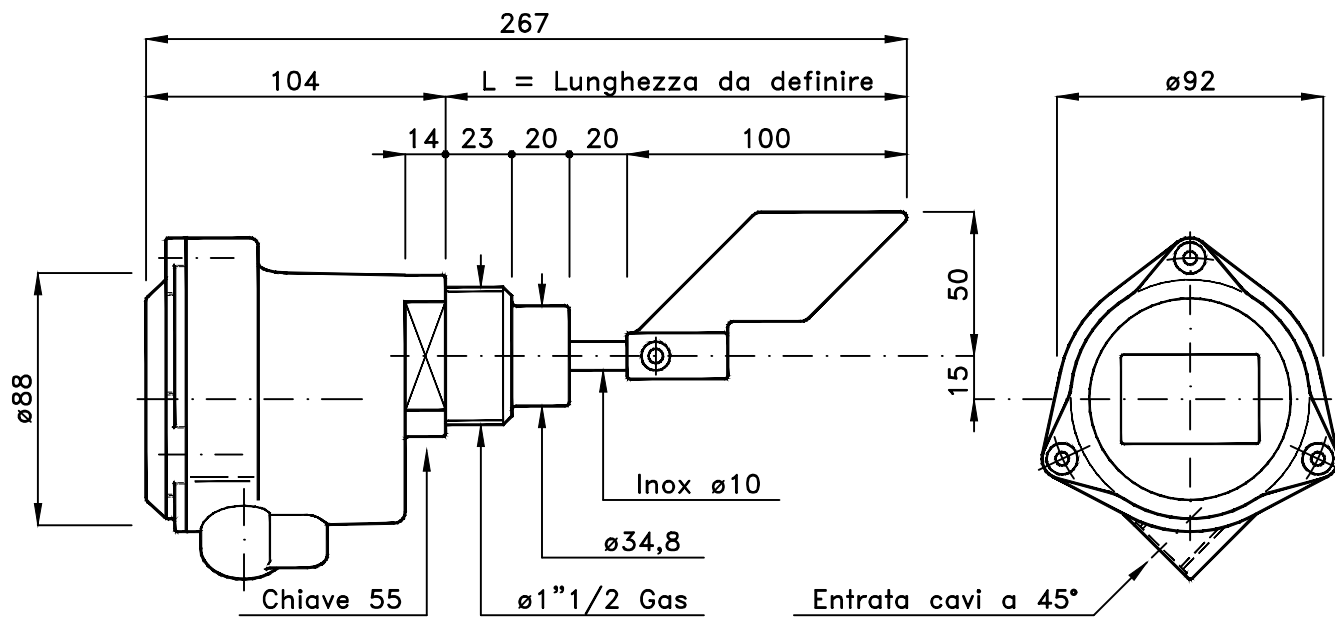 267
104
L = Lunghezza da definire
ø92
14
23
20
20
100
50
15
ø88
Inox ø10
ø34,8
Chiave 55
ø1"1/2 Gas
Entrata cavi a 45°